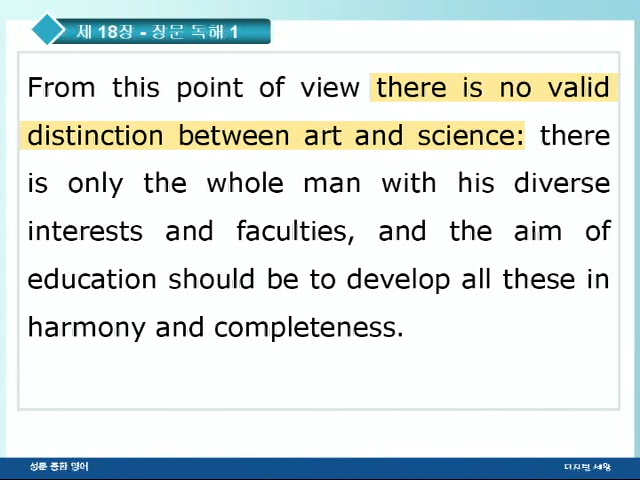 제 18장 - 장문 독해 1
From this point of view there is no valid
distinction between art and science: there
is only the whole man with his diverse
interests and faculties, and the aim of
education should be to develop all these in
harmony and completeness.
성문 종합 영어
디지털 세왕